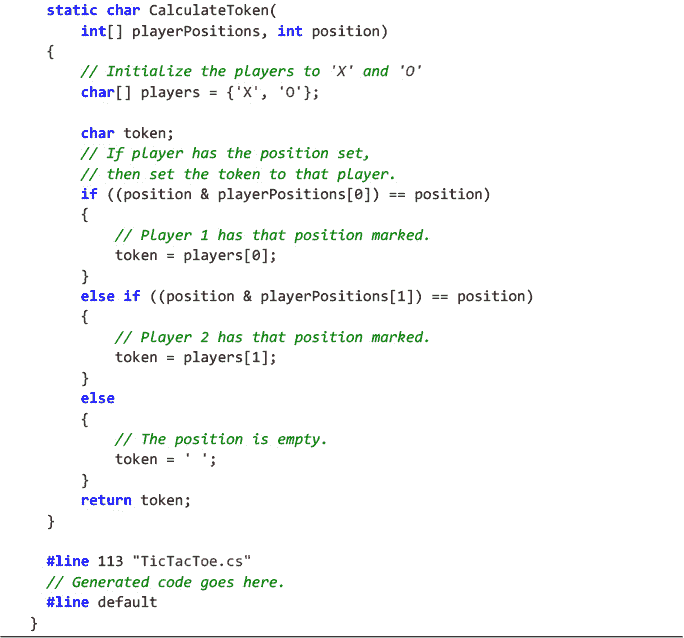 static char CalculateToken(
int[] playerPositions, int position)
{
// Initialize the players to 'X' and 'O'
char[] players = {'X', 'O'};
char token;
// If player has the position set,
// then set the token to that player.
if ((position & playerPositions[0]) == position)
{
// Player 1 has that position marked.
token = players[0];
}
else if ((position & playerPositions[1]) == position)
{
// Player 2 has that position marked.
token = players[1];
}
else
{
// The position is empty.
token = ' ';
}
return token;
}
#line 113 "TicTacToe.cs"
// Generated code goes here.
#line default
}